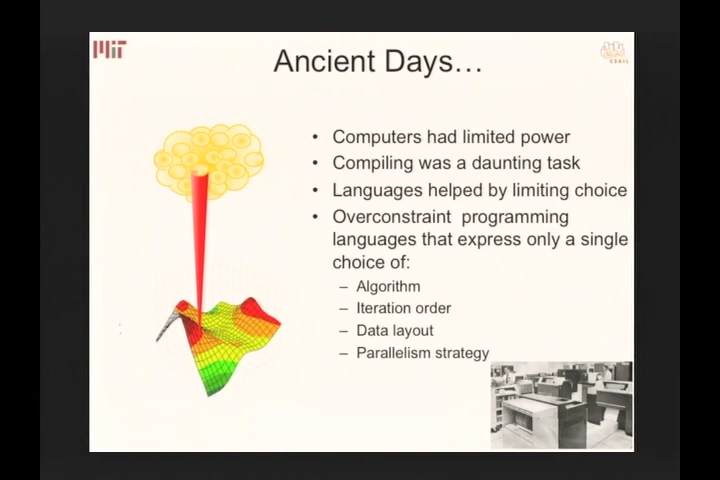 MIT
CSAIL
Ancient Days…
• Computers had limited power
• Compiling was a daunting task
• Languages helped by limiting choice
• Overconstraint programming
languages that express only a single
choice of:
– Algorithm
– Iteration order
– Data layout
– Parallelism strategy